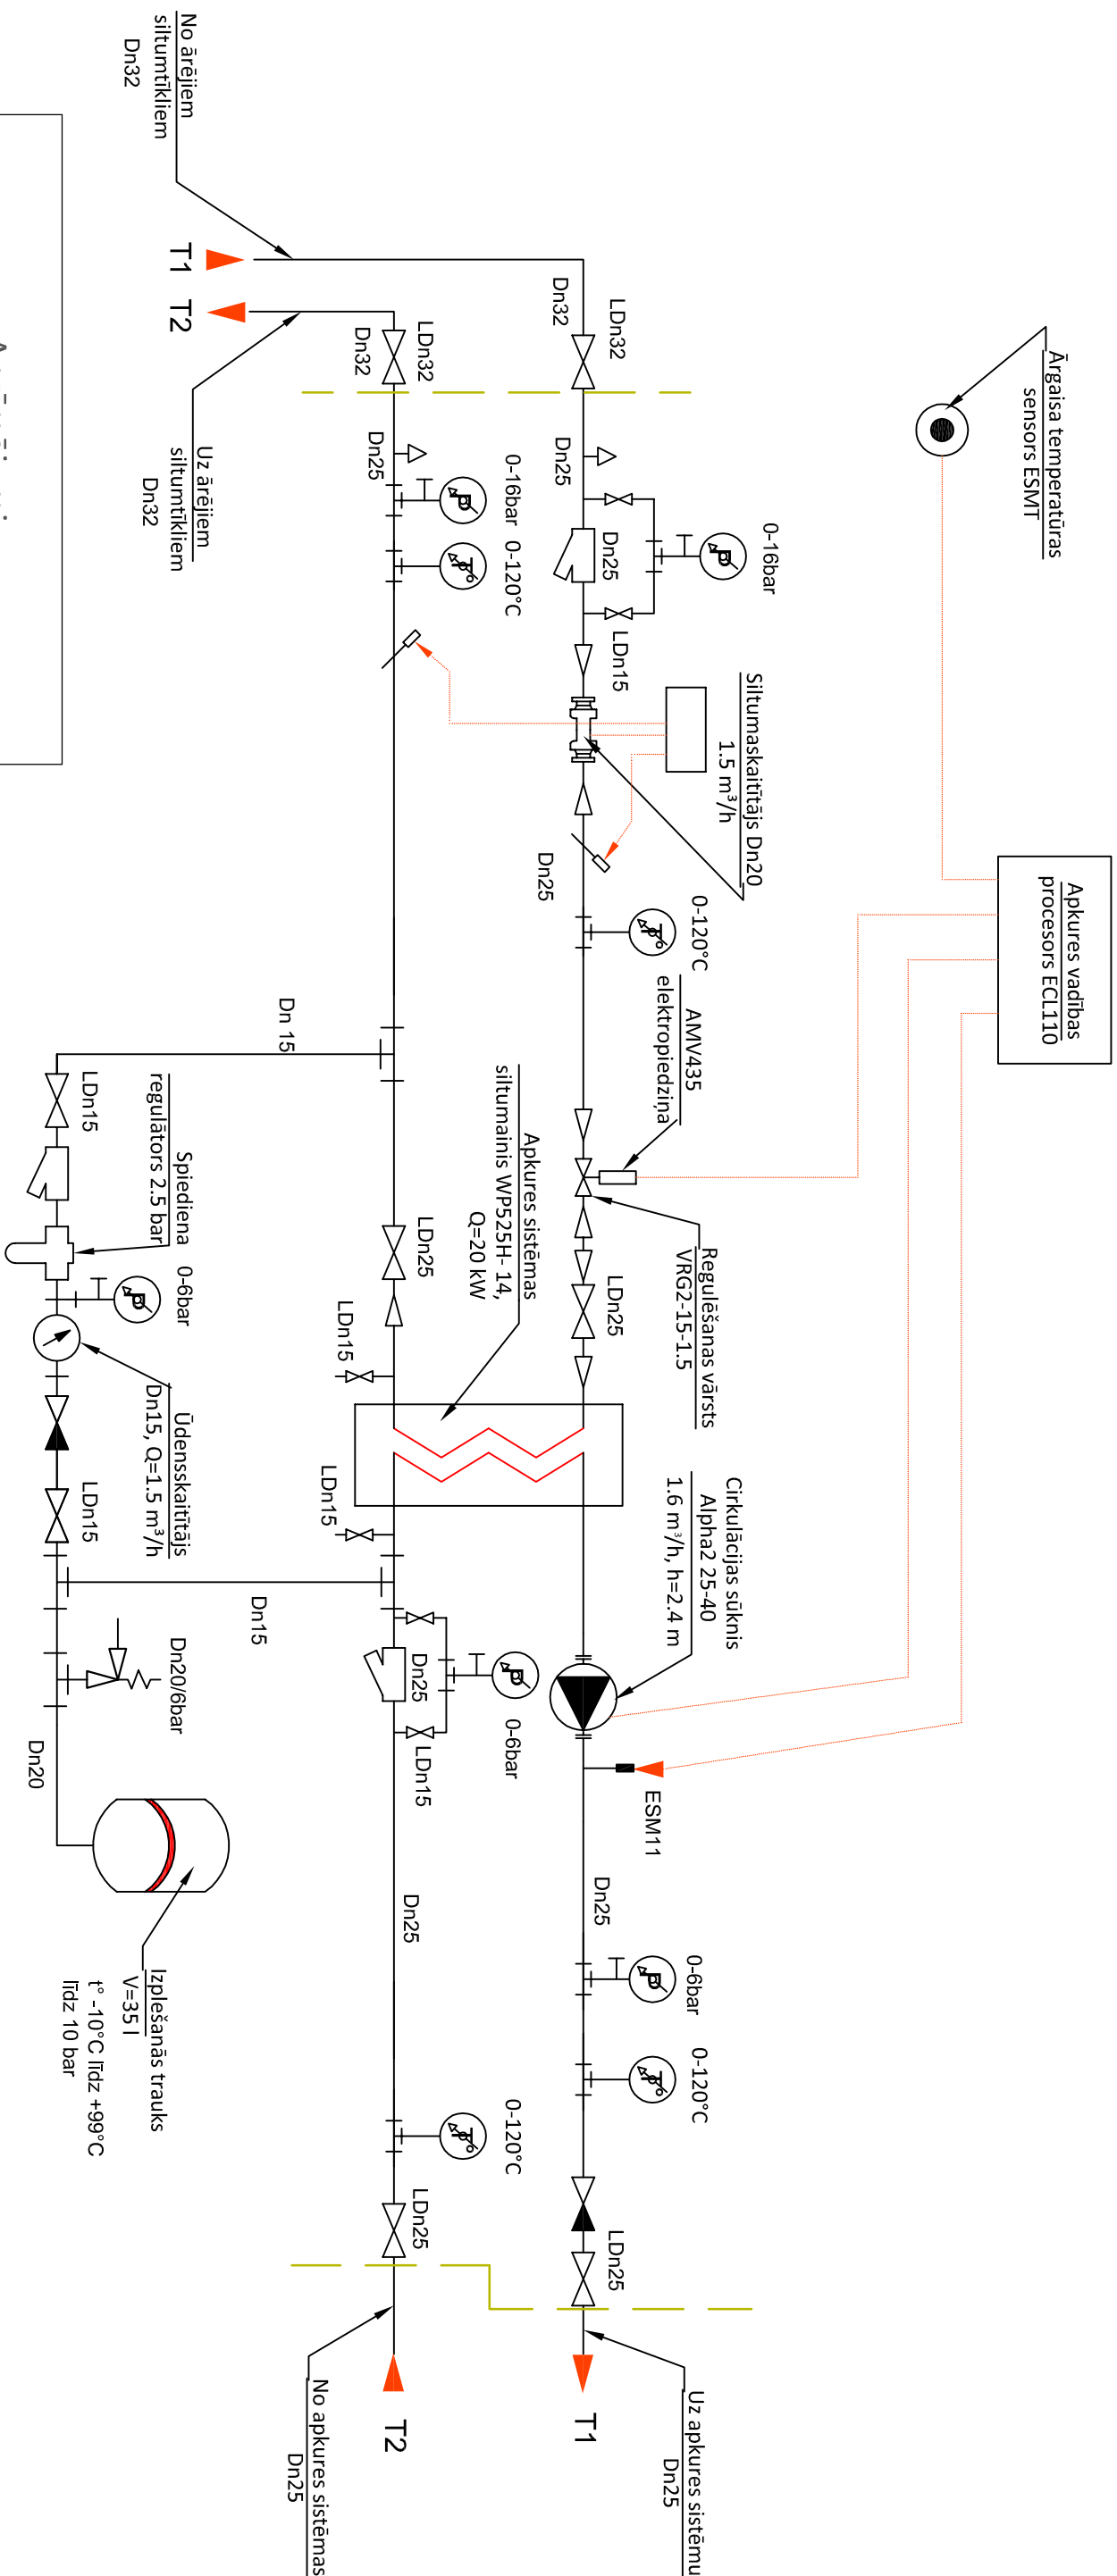 No ārējiem
siltumtīkliem
Dn32
T1
T2
Uz ārējiem
siltumtīkliem
Dn32
Dn32
LDn32
Dn32
LDn32
Ārgaisa temperatūras
sensors ESMT
Dn25
Dn25
0-16bar
0-120°C
0-16bar
Dn25
LDn15
Siltumaskaitītājs Dn20
1.5 m³/h
Dn25
0-120°C
Apkures vadības
procesors ECL110
AMV435
elektropiedziņa
Regulēšanas vārsts
VRG2-15-1.5
LDn25
Apkures sistēmas
siltumainis WP525H- 14,
Q=20 kW
LDn25
LDn15
LDn15
Dn 15
LDn15
Spiediena
regulātors 2.5 bar
0-6bar
Ūdensskaitītājs
Dn15, Q=1.5 m³/h
LDn15
Dn15
Dn20/6bar
Dn20
Cirkulācijas sūknis
Alpha2 25-40
1.6 m³/h, h=2.4 m
ESM11
Dn25
LDn15
0-6bar
Dn25
Dn25
0-6bar
0-120°C
0-120°C
LDn25
LDn25
Izplešanās trauks
V=35 l
t° -10°C līdz +99°C
līdz 10 bar
T1
T2
Uz apkures sistēmu
Dn25
No apkures sistēmas
Dn25
P
T°
P
T°
P
P
P
T°
T°